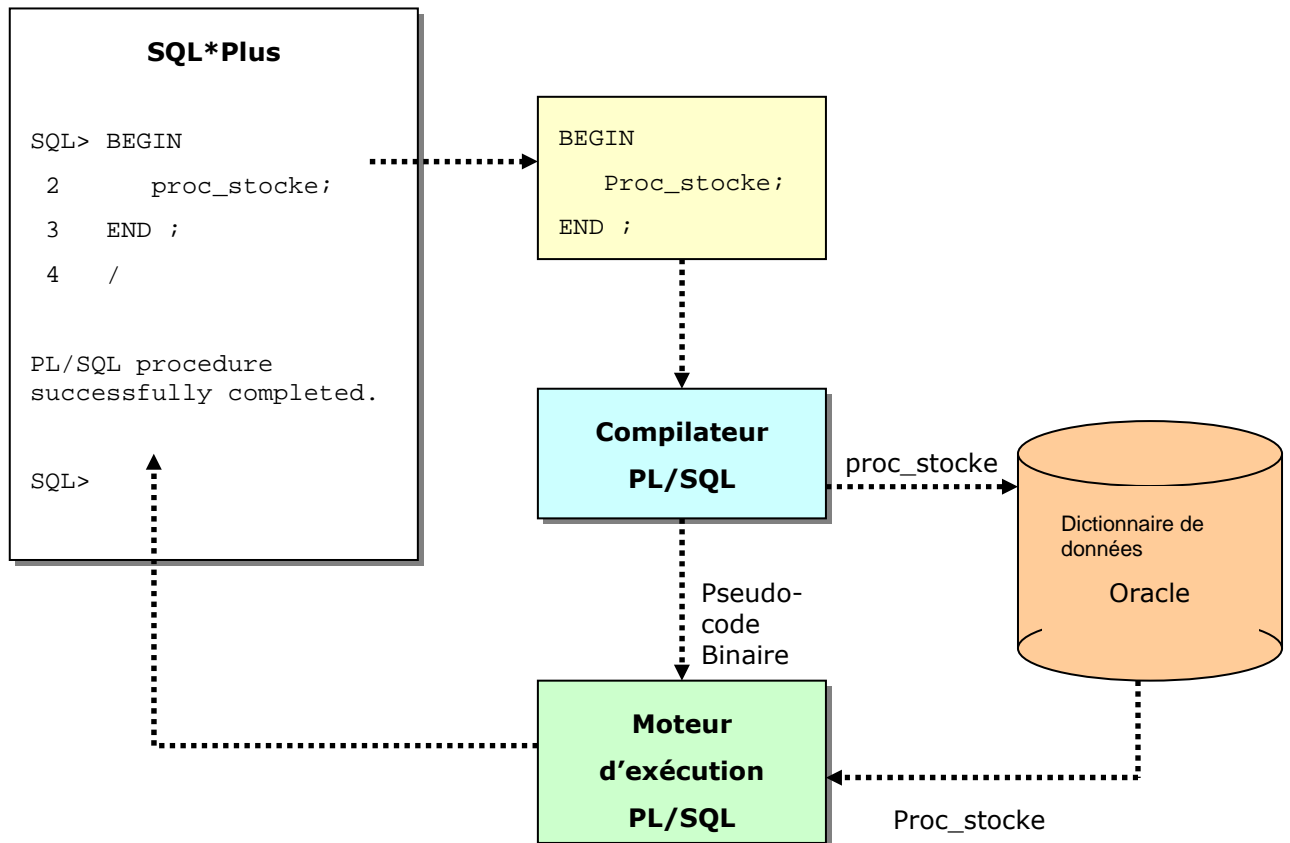 SQL*Plus
SQL> BEGIN
2 proc_stocke;
3 END ;
4 /
PL/SQL procedure
successfully completed.
SQL>
BEGIN
Proc_stocke;
END ;
Compilateur
PL/SQL
proc_stocke
Dictionnaire de
données
Oracle
Pseudo-
code
Binaire
Moteur
d’exécution
PL/SQL
Proc_stocke